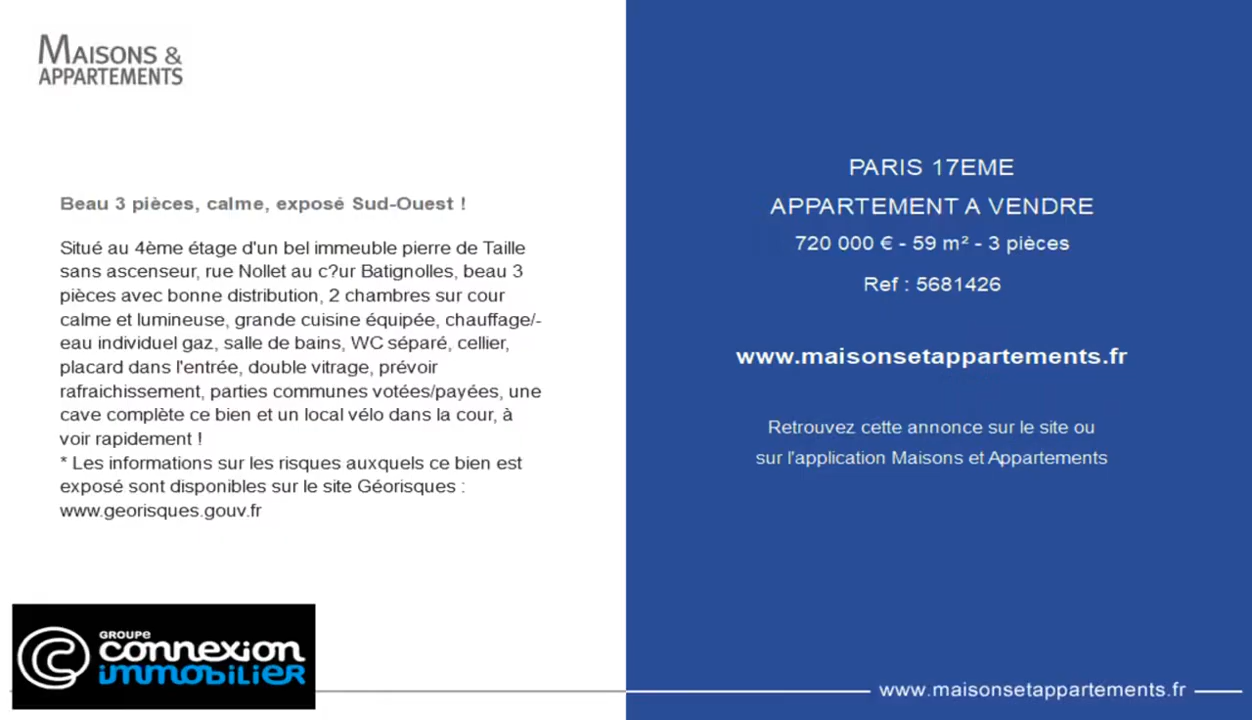 MAISONS &
APPARTEMENTS
Beau 3 pièces, calme, exposé Sud-Ouest !
Situé au 4ème étage d'un bel immeuble pierre de Taille
sans ascenseur, rue Nollet au c?ur Batignolles, beau 3
pièces avec bonne distribution, 2 chambres sur cour
calme et lumineuse, grande cuisine équipée, chauffage/-
eau individuel gaz, salle de bains, WC séparé, cellier,
placard dans l'entrée, double vitrage, prévoir
rafraichissement, parties communes votées/payées, une
cave complète ce bien et un local vélo dans la cour, à
voir rapidement !
* Les informations sur les risques auxquels ce bien est
exposé sont disponibles sur le site Géorisques :
www.georisques.gouv.fr
GROUPE
connexion
immobilier
PARIS 17EME
APPARTEMENT A VENDRE
720 000 € - 59 m² - 3 pièces
Ref : 5681426
www.maisonsetappartements.fr
Retrouvez cette annonce sur le site ou
sur l'application Maisons et Appartements
www.maisonsetappartements.fr